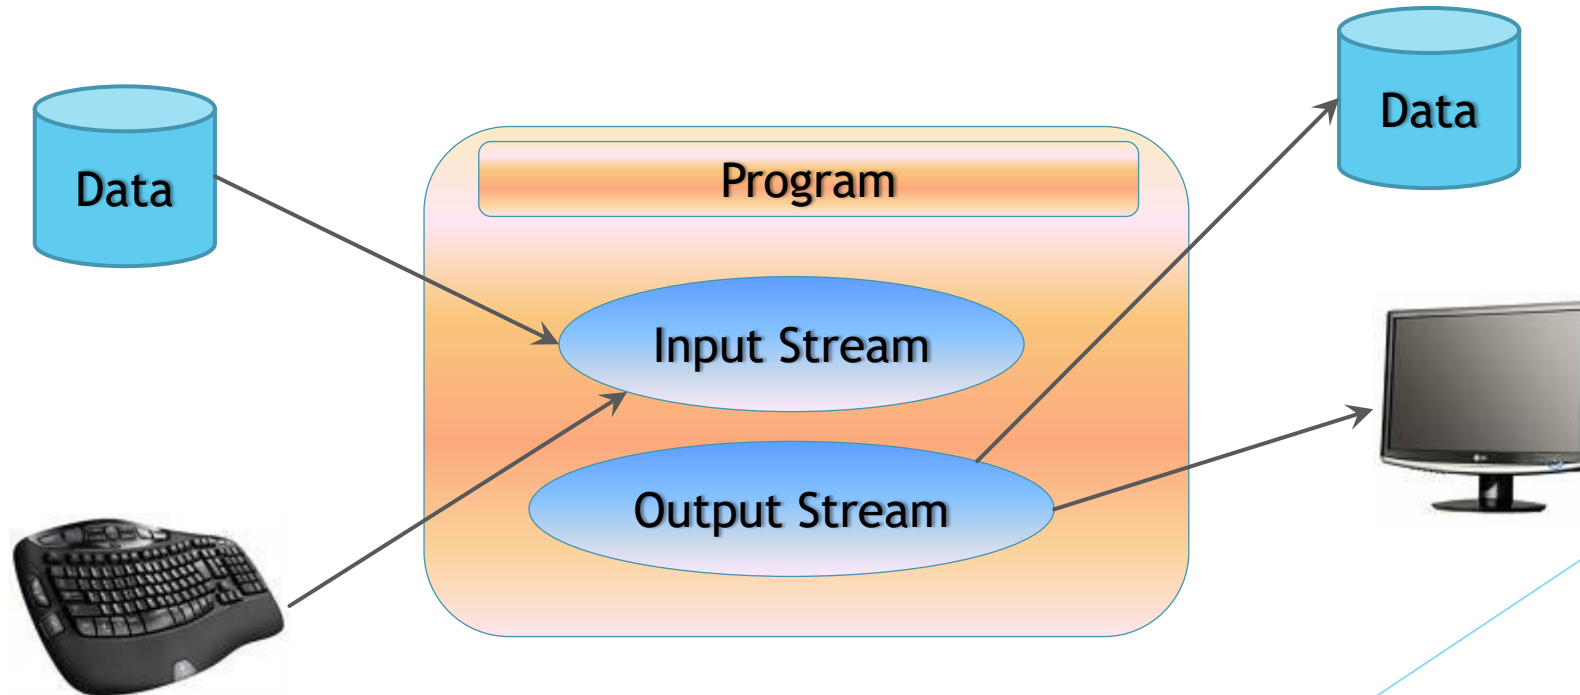 Data
Data
Program
Input Stream
Output Stream